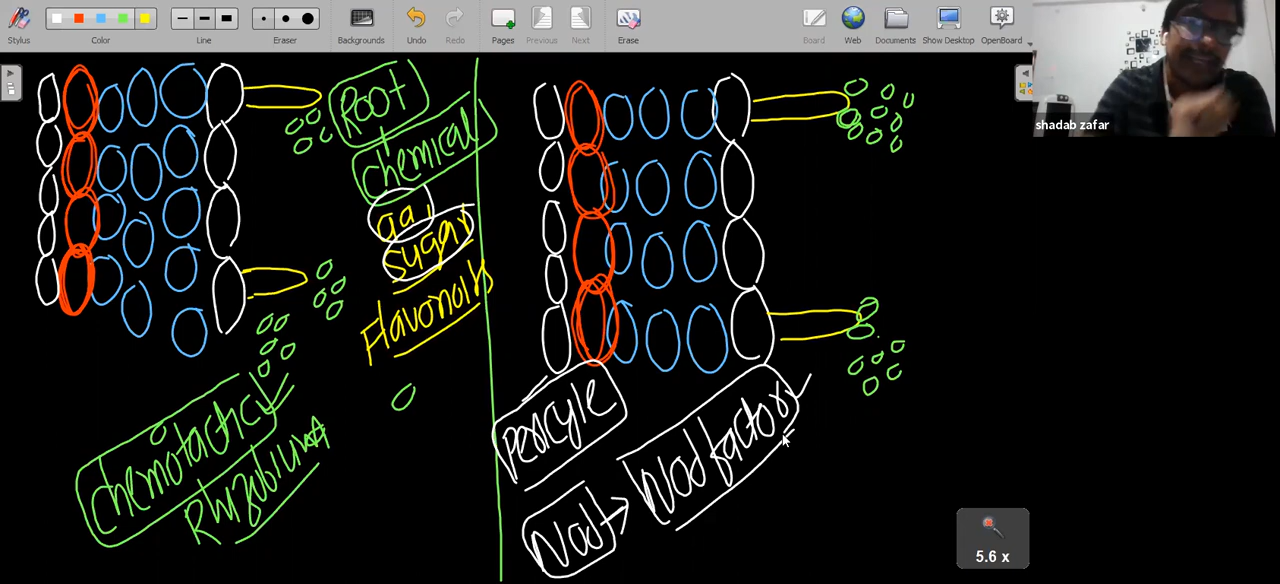 Stylus
Color
Line
Eraser
Backgrounds
Undo
Redo
Pages
Previous
Next
Erase
Board
Web
Documents
Show Desktop
OpenBoard
shadab zafar
Root
chemical
a a,
sugar
Flavonoids
Chemotactic
Rhizobium
Pericycle
Nod → Nod factor
5.6 x